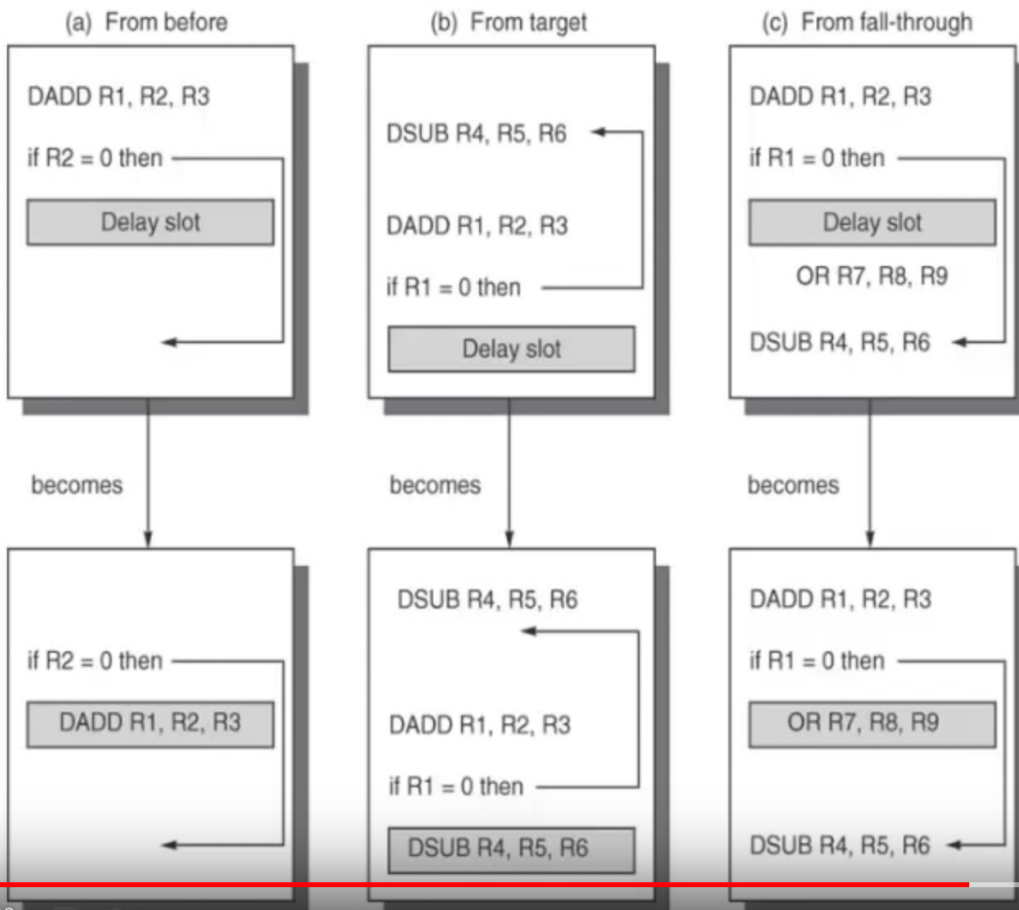 (a) From before
DADD R1, R2, R3
if R2 = 0 then
Delay slot
becomes
if R2 = 0 then
DADD R1, R2, R3
(b) From target
DSUB R4, R5, R6
DADD R1, R2, R3
if R1 = 0 then
Delay slot
becomes
DSUB R4, R5, R6
DADD R1, R2, R3
if R1 = 0 then
DSUB R4, R5, R6
(c) From fall-through
DADD R1, R2, R3
if R1 = 0 then
Delay slot
OR R7, R8, R9
DSUB R4, R5, R6
becomes
DADD R1, R2, R3
if R1 = 0 then
OR R7, R8, R9
DSUB R4, R5, R6